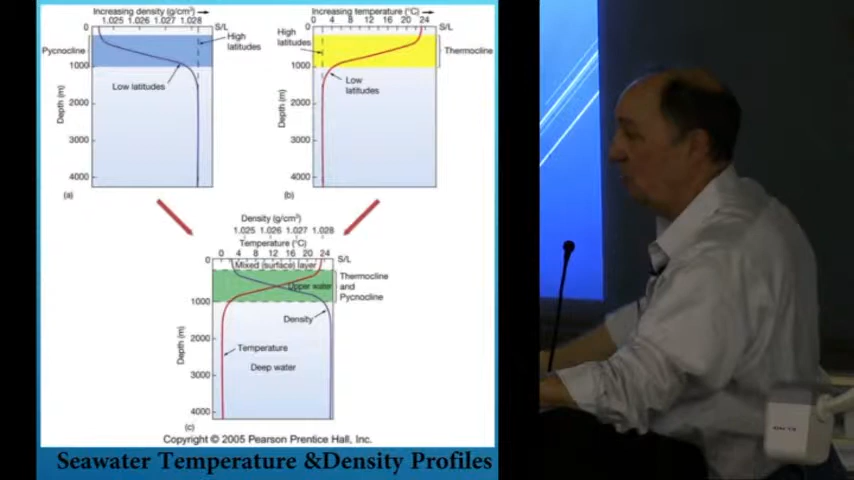 Increasing density (g/cm³)
1.025 1.026 1.027 1.028
0
S/L
Pycnocline
High
latitudes
1000
Low latitudes
2000
3000
4000
Depth (m)
(a)
Increasing temperature (°C)
0 4 8 12 16 20 24
0
S/L
High
latitudes
Thermocline
1000
Low
latitudes
2000
3000
4000
Depth (m)
(b)
Density (g/cm³)
1.025 1.026 1.027 1.028
Temperature (°C)
0 4 8 12 16 20 24
0
S/L
Mixed (surface) layer
Upper water
Thermocline
and
Pycnocline
1000
Density
2000
Temperature
Deep water
3000
4000
Depth (m)
(c)
Copyright © 2005 Pearson Prentice Hall, Inc.
Seawater Temperature &Density Profiles